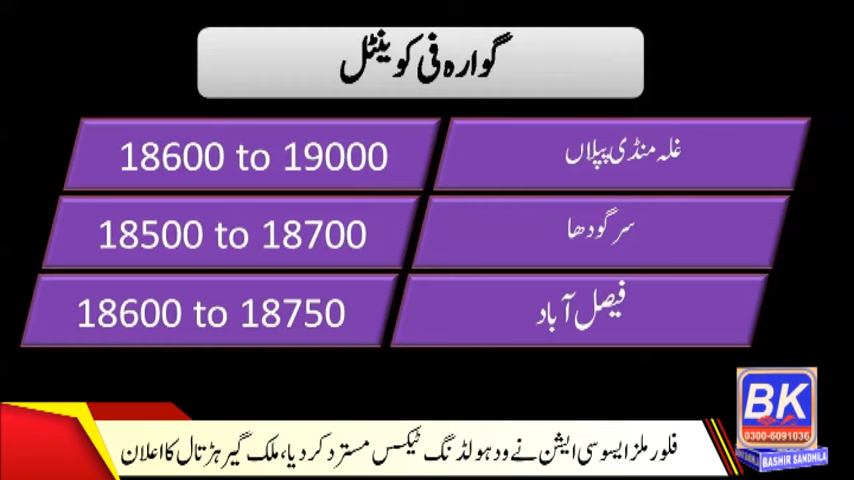 گوارہ فی کوینٹل
غلہ منڈی پپلاں
18600 to 19000
سرگودھا
18500 to 18700
فیصل آباد
18600 to 18750
BK
0300-6091036
BASHIR SANDHILA
فلور ملز ایسوسی ایشن نے ودہولڈنگ ٹیکس مسترد کر دیا، ملک گیر ہڑتال کا اعلان